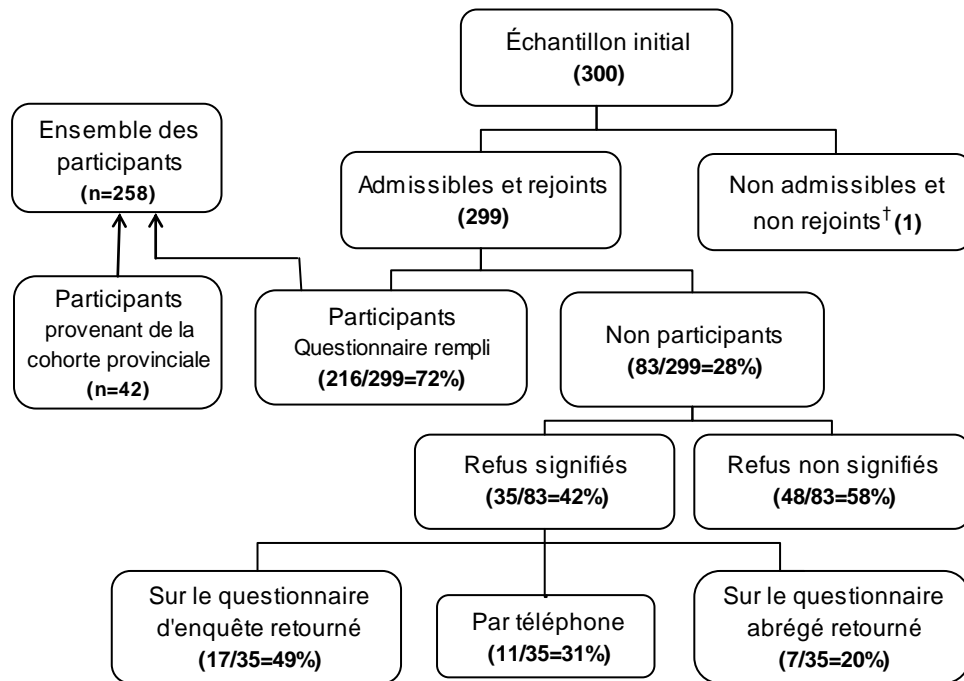 Échantillon initial
(300)
Ensemble des
participants
(n=258)
Admissibles et rejoints
(299)
Non admissibles et
non rejoints† (1)
Participants
provenant de la
cohorte provinciale
(n=42)
Participants
Questionnaire rempli
(216/299=72%)
Non participants
(83/299=28%)
Refus signifiés
(35/83=42%)
Refus non signifiés
(48/83=58%)
Sur le questionnaire
d'enquête retourné
(17/35=49%)
Par téléphone
(11/35=31%)
Sur le questionnaire
abrégé retourné
(7/35=20%)